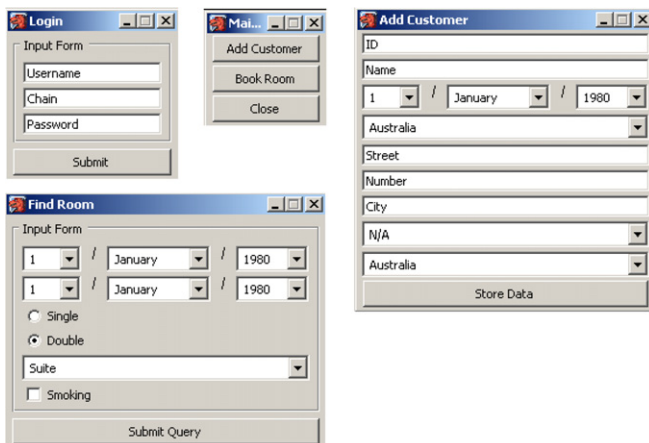 Login
Input Form
Username
Chain
Password
Submit
Mai...
Add Customer
Book Room
Close
Add Customer
ID
Name
1 / January / 1980
Australia
Street
Number
City
N/A
Australia
Store Data
Find Room
Input Form
1 / January / 1980
1 / January / 1980
Single
Double
Suite
Smoking
Submit Query